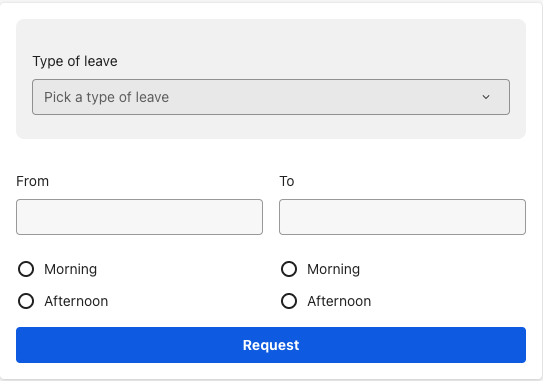 Type of leave
Pick a type of leave
From To
Morning Morning
Afternoon Afternoon
Request